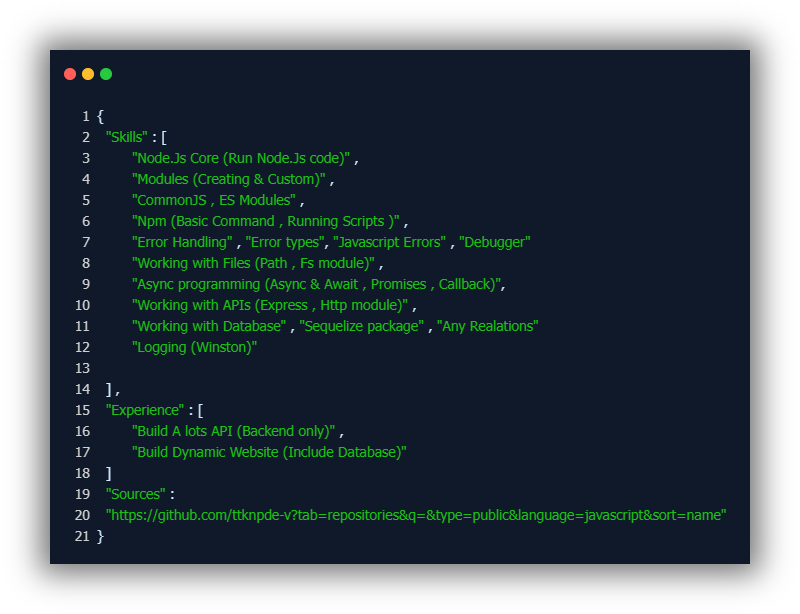 1 {
2 "Skills" : [
3 "Node.Js Core (Run Node.Js code)" ,
4 "Modules (Creating & Custom)" ,
5 "CommonJS , ES Modules" ,
6 "Npm (Basic Command , Running Scripts )" ,
7 "Error Handling" , "Error types", "Javascript Errors" , "Debugger"
8 "Working with Files (Path , Fs module)" ,
9 "Async programming (Async & Await , Promises , Callback)",
10 "Working with APIs (Express , Http module)" ,
11 "Working with Database" , "Sequelize package" , "Any Realations"
12 "Logging (Winston)"
13
14 ] ,
15 "Experience" : [
16 "Build A lots API (Backend only)" ,
17 "Build Dynamic Website (Include Database)"
18 ]
19 "Sources" :
20 "https://github.com/ttknpde-v?tab=repositories&q=&type=public&language=javascript&sort=name"
21 }